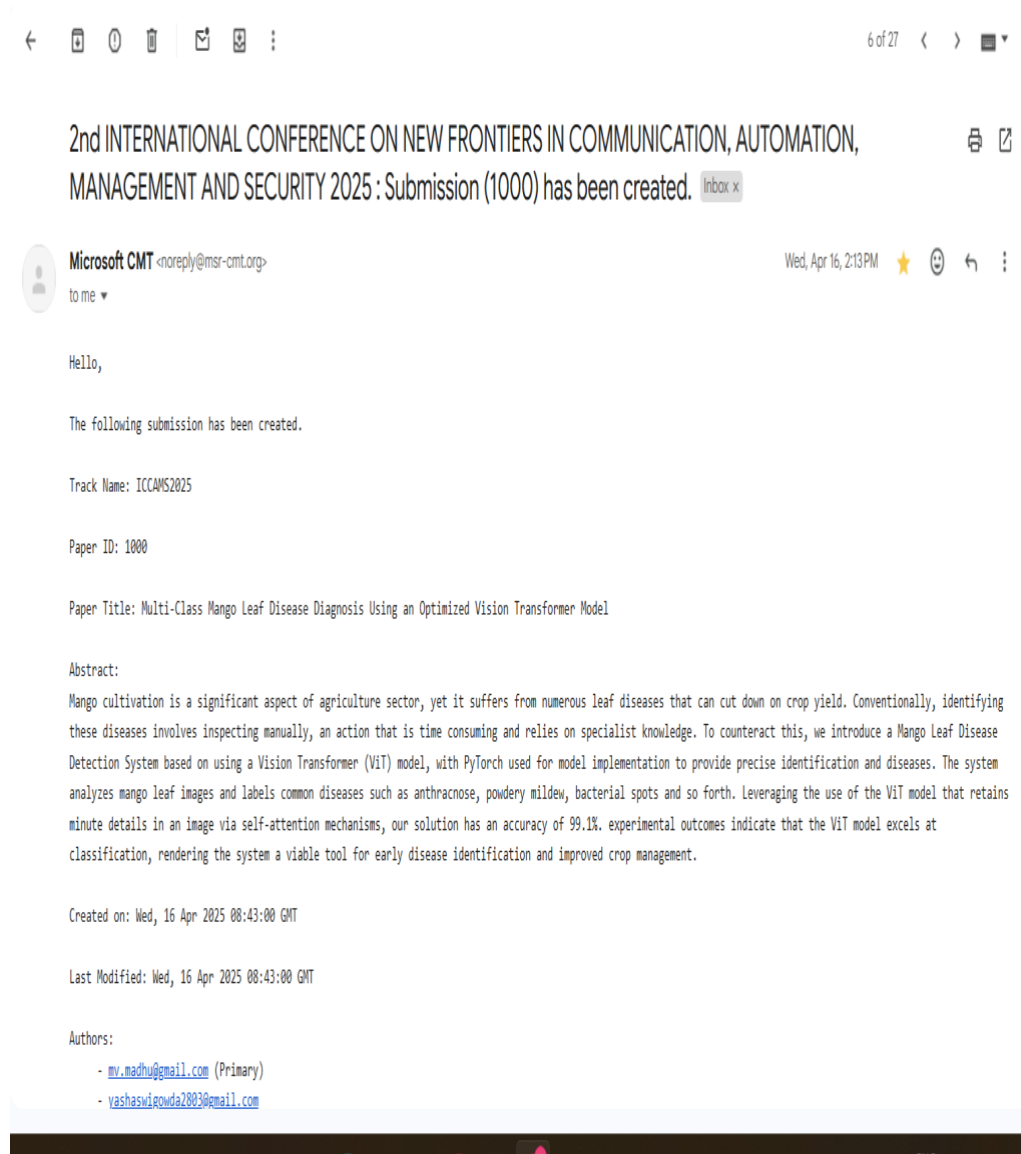 6 of 27
2nd INTERNATIONAL CONFERENCE ON NEW FRONTIERS IN COMMUNICATION, AUTOMATION,
MANAGEMENT AND SECURITY 2025 : Submission (1000) has been created. Inbox x
Microsoft CMT <noreply@msr-cmt.org>
Wed, Apr 16, 2:13 PM
to me
Hello,
The following submission has been created.
Track Name: ICCAMS2025
Paper ID: 1000
Paper Title: Multi-Class Mango Leaf Disease Diagnosis Using an Optimized Vision Transformer Model
Abstract:
Mango cultivation is a significant aspect of agriculture sector, yet it suffers from numerous leaf diseases that can cut down on crop yield. Conventionally, identifying
these diseases involves inspecting manually, an action that is time consuming and relies on specialist knowledge. To counteract this, we introduce a Mango Leaf Disease
Detection System based on using a Vision Transformer (ViT) model, with PyTorch used for model implementation to provide precise identification and diseases. The system
analyzes mango leaf images and labels common diseases such as anthracnose, powdery mildew, bacterial spots and so forth. Leveraging the use of the ViT model that retains
minute details in an image via self-attention mechanisms, our solution has an accuracy of 99.1%. experimental outcomes indicate that the ViT model excels at
classification, rendering the system a viable tool for early disease identification and improved crop management.
Created on: Wed, 16 Apr 2025 08:43:00 GMT
Last Modified: Wed, 16 Apr 2025 08:43:00 GMT
Authors:
- mv.madhu@gmail.com (Primary)
- yashaswigowda2803@gmail.com